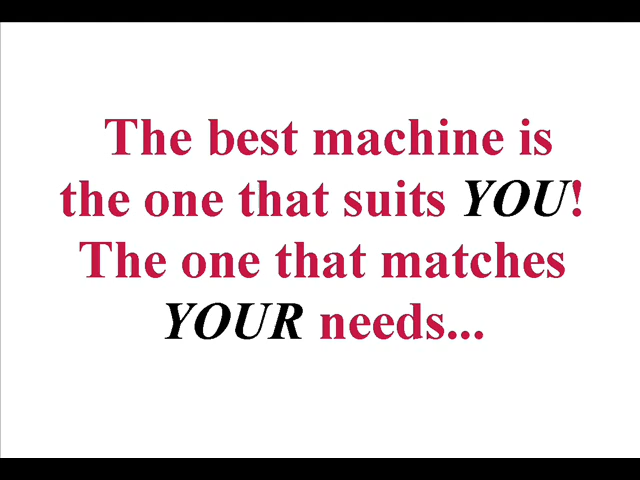 The best machine is
the one that suits YOU!
The one that matches
YOUR needs...